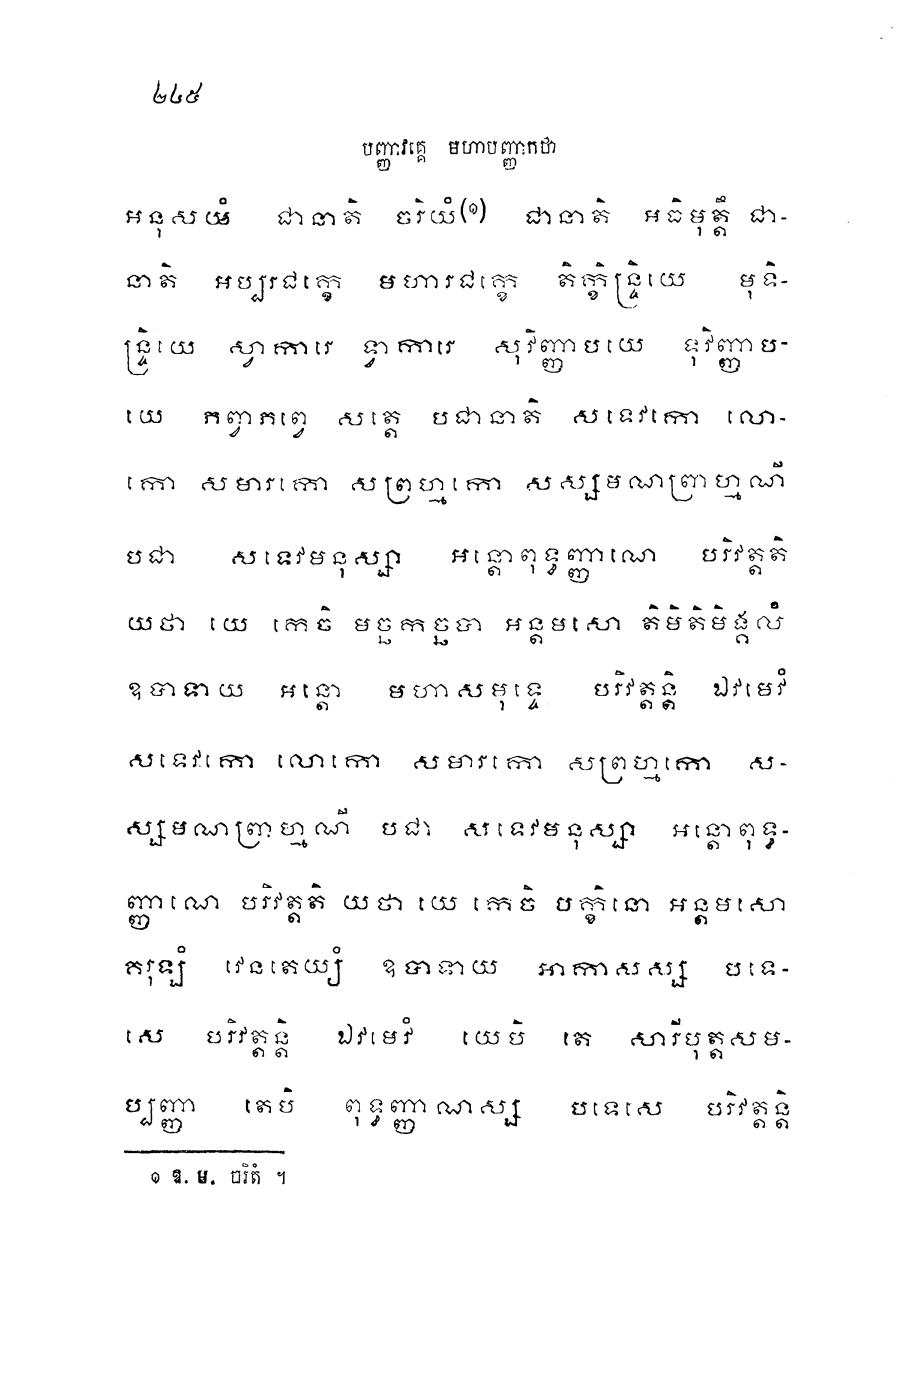 ២៤៥
បញ្ញាវគ្គេ មហាបញ្ញាកថា
អនុសយំ ជានាតិ ចរិយំ(១) ជានាតិ អធិមុត្តឹ ជា-
នាតិ អប្បរជក្ខេ មហារជក្ខេ តិក្ខិន្ទ្រិយេ មុទិ-
ន្ទ្រិយេ ស្វាការេ ទ្វាការេ សុវិញ្ញាបយេ ទុវិញ្ញាប-
យេ ភព្វាភព្វេ សត្តេ បជានាតិ សទេវកោ លោ-
កោ សមារកោ សព្រហ្មកោ សស្សមណព្រាហ្មណី
បជា សទេវមនុស្សា អន្តោពុទ្ធញ្ញាណេ បរិវត្តតិ
យថា យេ កេចិ មច្ឆកច្ឆបា អន្តមសោ តិមិតិមិង្គលំ
ឧបាទាយ អន្តោ មហាសមុទ្ទេ បរិវត្តន្តិ ឯវមេវំ
សទេវកោ លោកោ សមារកោ សព្រហ្មកោ ស-
ស្សមណព្រាហ្មណី បជា សទេវមនុស្សា អន្តោពុទ្ធ-
ញ្ញាណេ បរិវត្តតិ យថា យេ កេចិ បក្ខិនោ អន្តមសោ
គរុឡ្បំ វេនតេយ្យំ ឧបាទាយ អាកាសស្ស បទេ-
សេ បរិវត្តន្តិ ឯវមេវំ យេបិ តេ សារីបុត្តសម-
ប្បញ្ញា តេបិ ពុទ្ធញ្ញាណស្ស បទេសេ បរិវត្តន្តិ
១ ឧ. ម. ចរិតំ ។